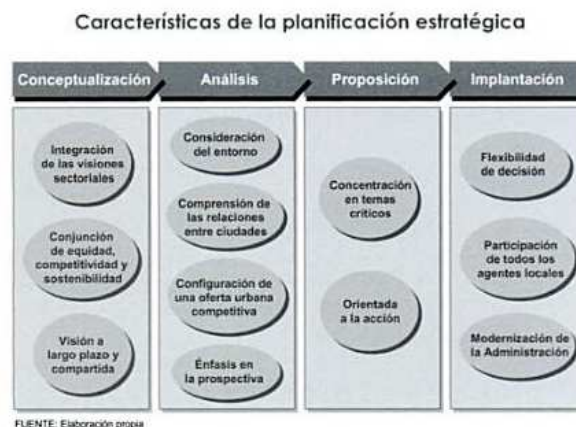 Características de la planificación estratégica
Conceptualización
Análisis
Proposición
Implantación
Integración
de las visiones
sectoriales
Conjunción
de equidad,
competitividad y
sostenibilidad
Visión a
largo plazo y
compartida
Consideración
del entorno
Comprensión de
las relaciones
entre ciudades
Configuración de
una oferta urbana
competitiva
Énfasis en
la prospectiva
Concentración
en temas
críticos
Orientada
a la acción
Flexibilidad
de decisión
Participación
de todos los
agentes locales
Modernización de
la Administración
FUENTE: Elaboración propia